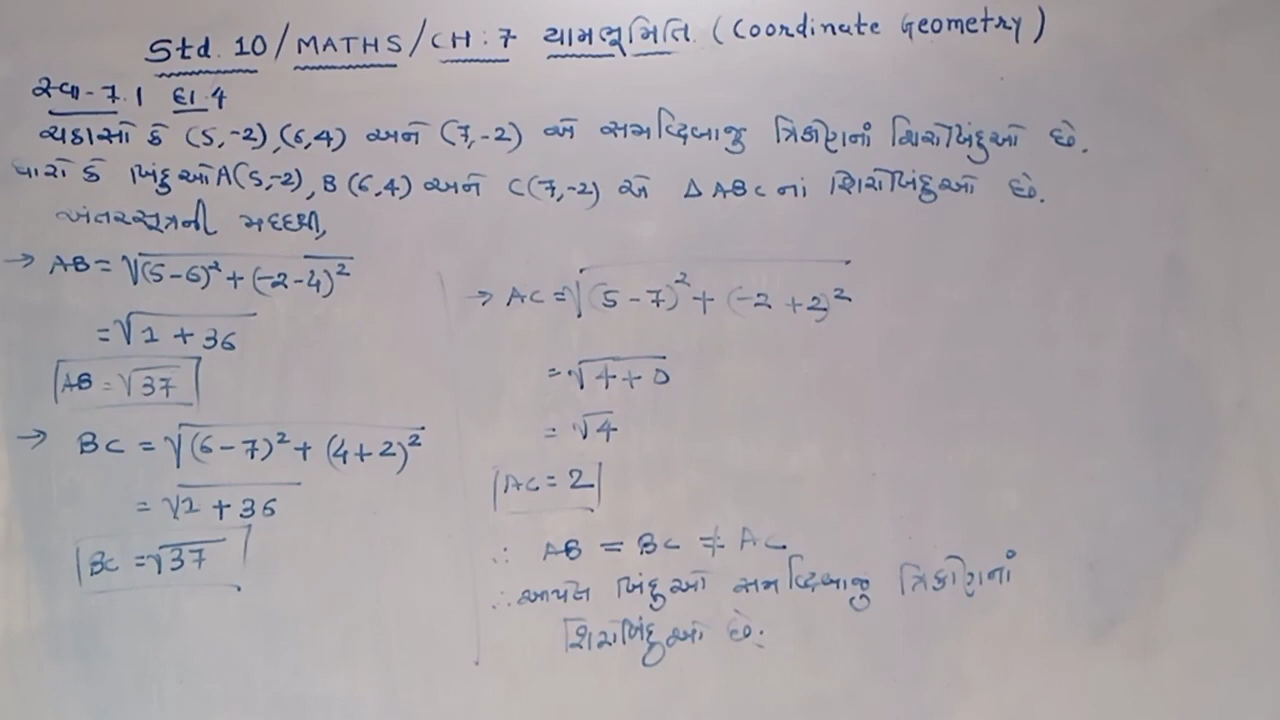 Std. 10/MATHS/CH:7 યામભૂમિતિ. (Coordinate Geometry)
સ્વા-7.1 દા.4
ચકાસો કે (5,-2),(6,4) અને (7,-2) એ સમદ્વિબાજુ ત્રિકોણનાં શિરોબિંદુઓ છે.
ધારો કે બિંદુઓ A(5,-2), B(6,4) અને C(7,-2) એ Δ ABC નાં શિરોબિંદુઓ છે.
અંતરસૂત્રની મદદથી,
→ AB = √(5-6)² + (-2-4)²
= √1 + 36
AB = √37
→ BC = √(6-7)² + (4+2)²
= √1 + 36
BC = √37
→ AC = √(5-7)² + (-2+2)²
= √4+0
= √4
AC = 2
∴ AB = BC ≠ AC
∴ આપેલ બિંદુઓ સમદ્વિબાજુ ત્રિકોણનાં
શિરોબિંદુઓ છે.